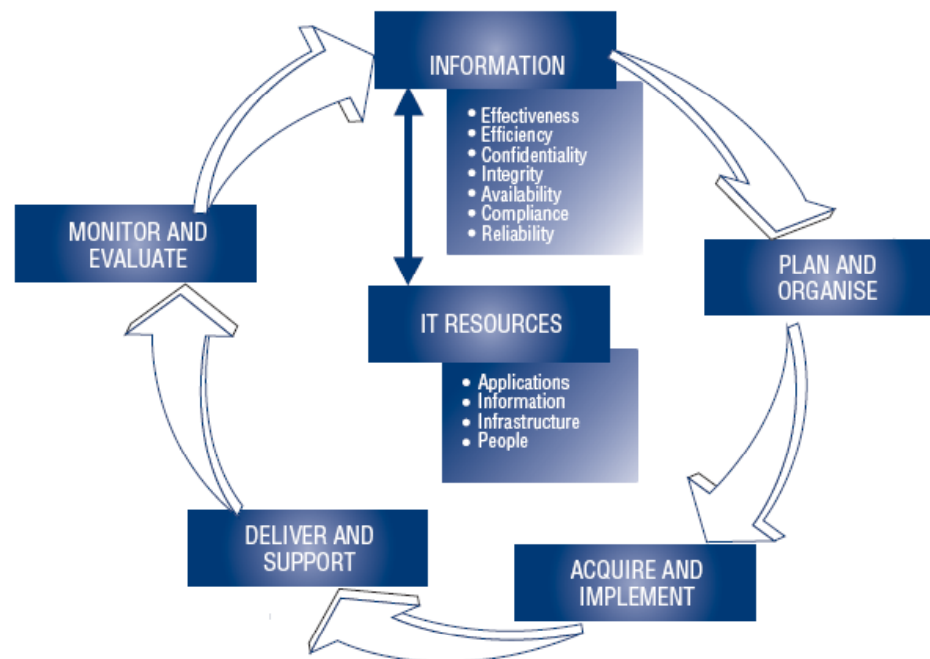 INFORMATION
• Effectiveness
• Efficiency
• Confidentiality
• Integrity
• Availability
• Compliance
• Reliability
MONITOR AND
EVALUATE
PLAN AND
ORGANISE
IT RESOURCES
• Applications
• Information
• Infrastructure
• People
DELIVER AND
SUPPORT
ACQUIRE AND
IMPLEMENT